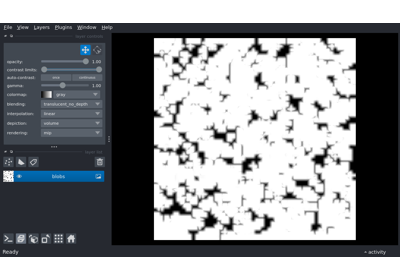 File View Layers Plugins Window Help
opacity: 1.00
contrast limits:
auto-contrast: once continuous
gamma: 1.00
colormap: gray
blending: translucent_no_depth
interpolation: linear
depiction: volume
rendering: mip
blobs
Ready activity